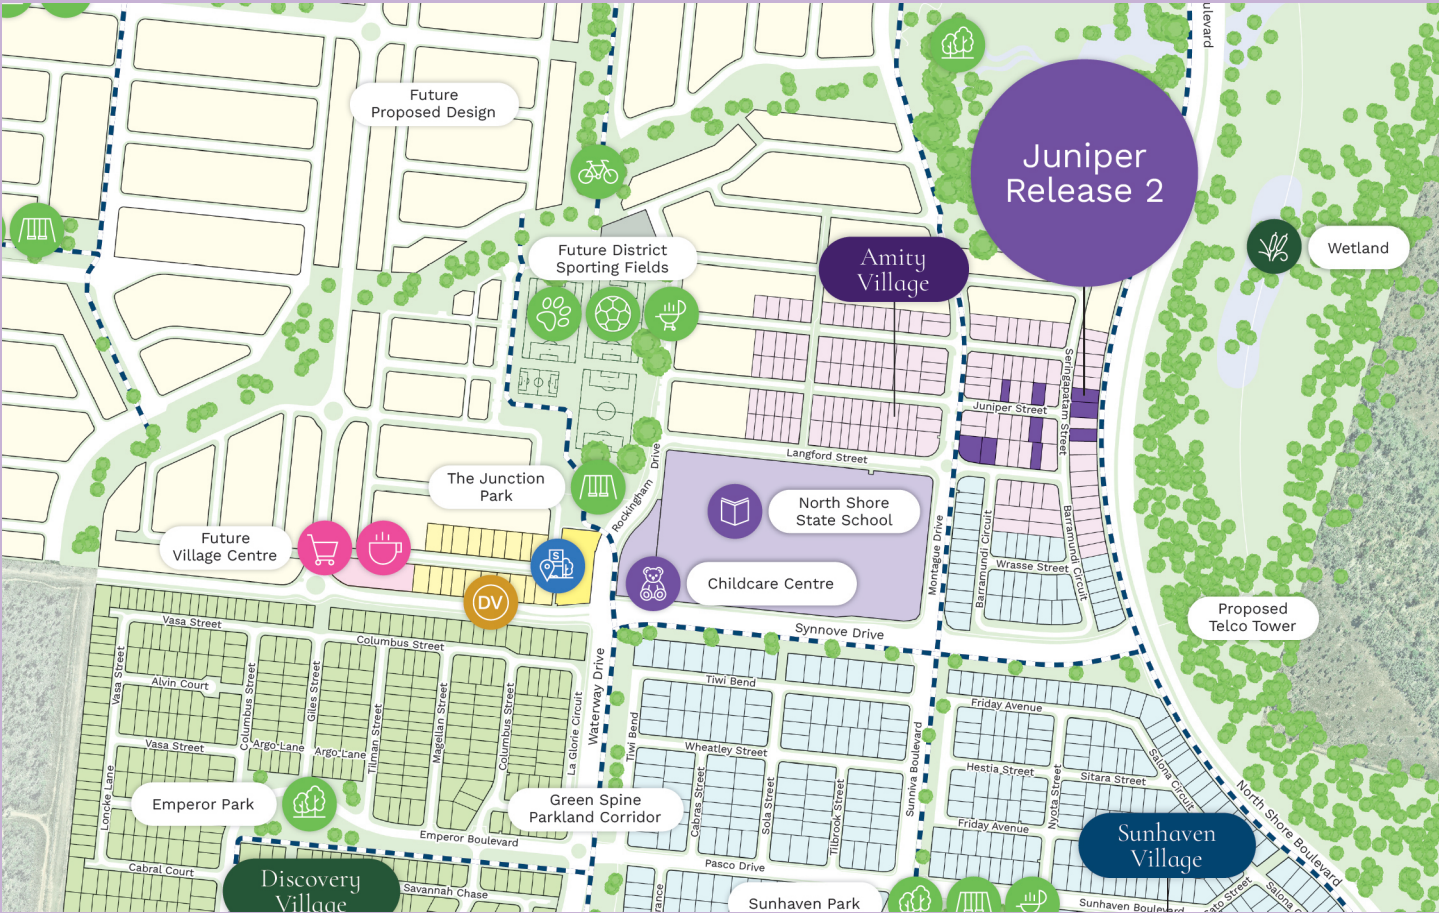 Boulevard
Future
Proposed Design
Juniper
Release 2
Future District
Sporting Fields
Amity
Village
Wetland
Seringapatam Street
Juniper Street
Langford Street
Rockingham Drive
The Junction
Park
North Shore
State School
Future
Village Centre
S
Childcare Centre
DV
Montague Drive
Barramundi Circuit
Barramundi Circuit
Wrasse Street
Proposed
Telco Tower
Synnove Drive
Vasa Street
Columbus Street
Vasa Street
Alvin Court
Columbus Street
Giles Street
Tilman Street
Magellan Street
Columbus Street
La Glorie Circuit
Waterway Drive
Vasa Street
Argo Lane
Argo Lane
Loncke Lane
Tiwi Bend
Tiwi Bend
Wheatley Street
Cabras Street
Sola Street
Tilbrook Street
Sunniva Boulevard
Friday Avenue
Hestia Street
Sitara Street
Nyota Street
Salona Circuit
Friday Avenue
North Shore Boulevard
Emperor Park
Green Spine
Parkland Corridor
Emperor Boulevard
Sunhaven
Village
Pasco Drive
Cabral Court
Discovery
Village
Savannah Chase
Sunhaven Park
Sunhaven Boulevard
Street
Salona